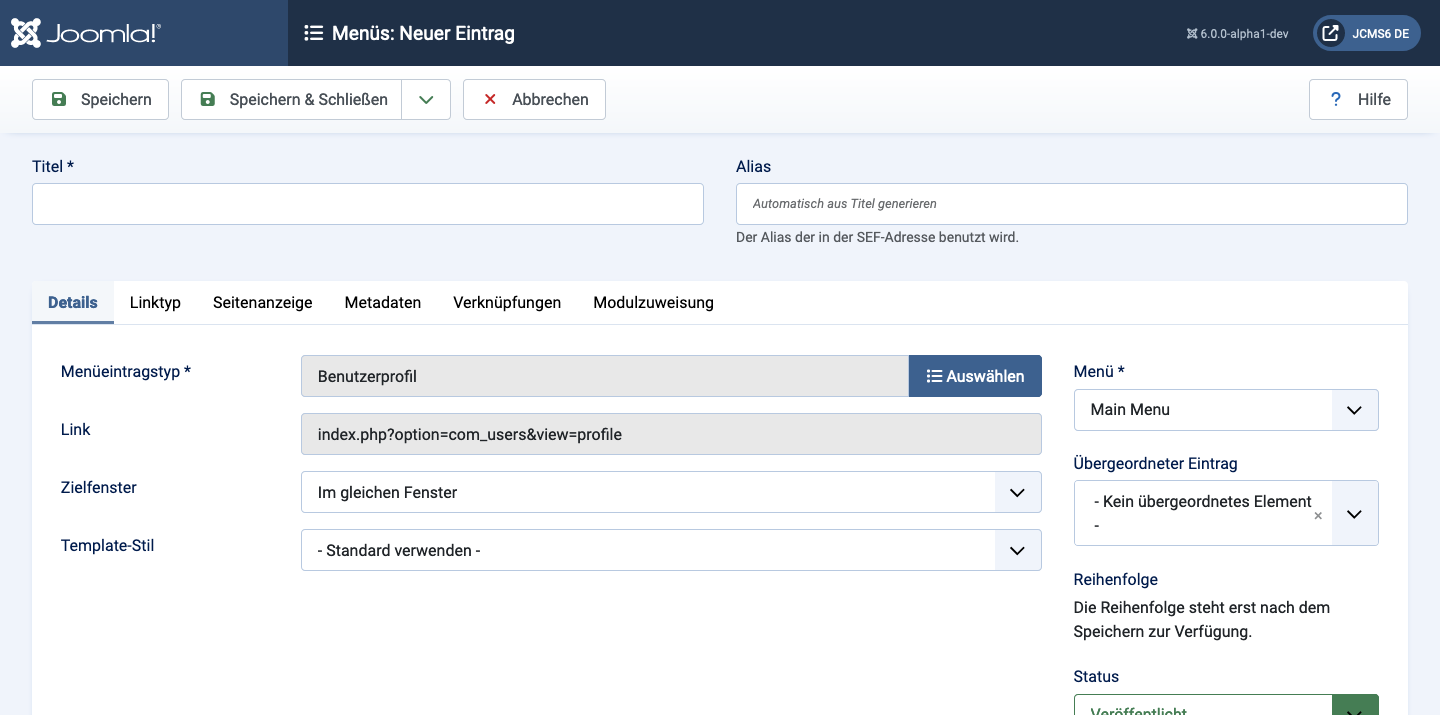 Joomla!®
Menüs: Neuer Eintrag
6.0.0-alpha1-dev
JCMS6 DE
Speichern
Speichern & Schließen
Abbrechen
? Hilfe
Titel *
Alias
Automatisch aus Titel generieren
Der Alias der in der SEF-Adresse benutzt wird.
Details
Linktyp
Seitenanzeige
Metadaten
Verknüpfungen
Modulzuweisung
Menüeintragstyp *
Benutzerprofil
Auswählen
Link
index.php?option=com_users&view=profile
Zielfenster
Im gleichen Fenster
Template-Stil
- Standard verwenden -
Menü *
Main Menu
Übergeordneter Eintrag
- Kein übergeordnetes Element
-
×
Reihenfolge
Die Reihenfolge steht erst nach dem
Speichern zur Verfügung.
Status
Veröffentlicht